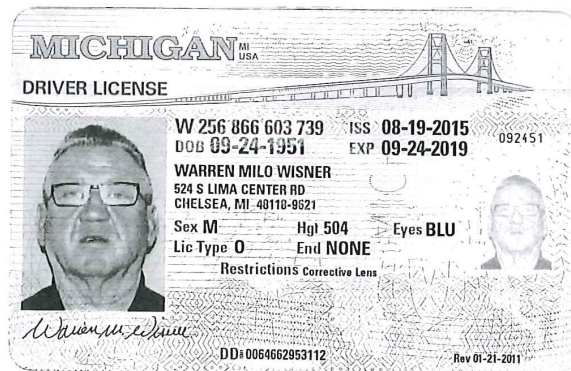 MICHIGAN MI USA
DRIVER LICENSE
W 256 866 603 739 ISS 08-19-2015
DOB 09-24-1951 EXP 09-24-2019
092451
WARREN MILO WISNER
524 S LIMA CENTER RD
CHELSEA, MI 48118-9621
Sex M Hgt 504 Eyes BLU
Lic Type O End NONE
Restrictions Corrective Lens
DD 0064662953112
Rev 01-21-2011